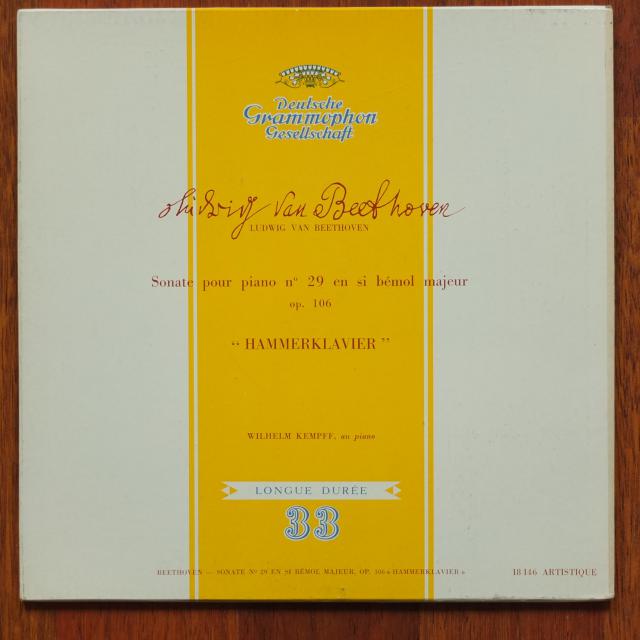 Deutsche
Grammophon
Gesellschaft
Ludwig van Beethoven
LUDWIG VAN BEETHOVEN
Sonate pour piano nº 29 en si bémol majeur
op. 106
“ HAMMERKLAVIER ”
WILHELM KEMPFF, au piano
LONGUE DURÉE
33
BEETHOVEN — SONATE Nº 29 EN SI BÉMOL MAJEUR, OP. 106 « HAMMERKLAVIER »
18 146 ARTISTIQUE